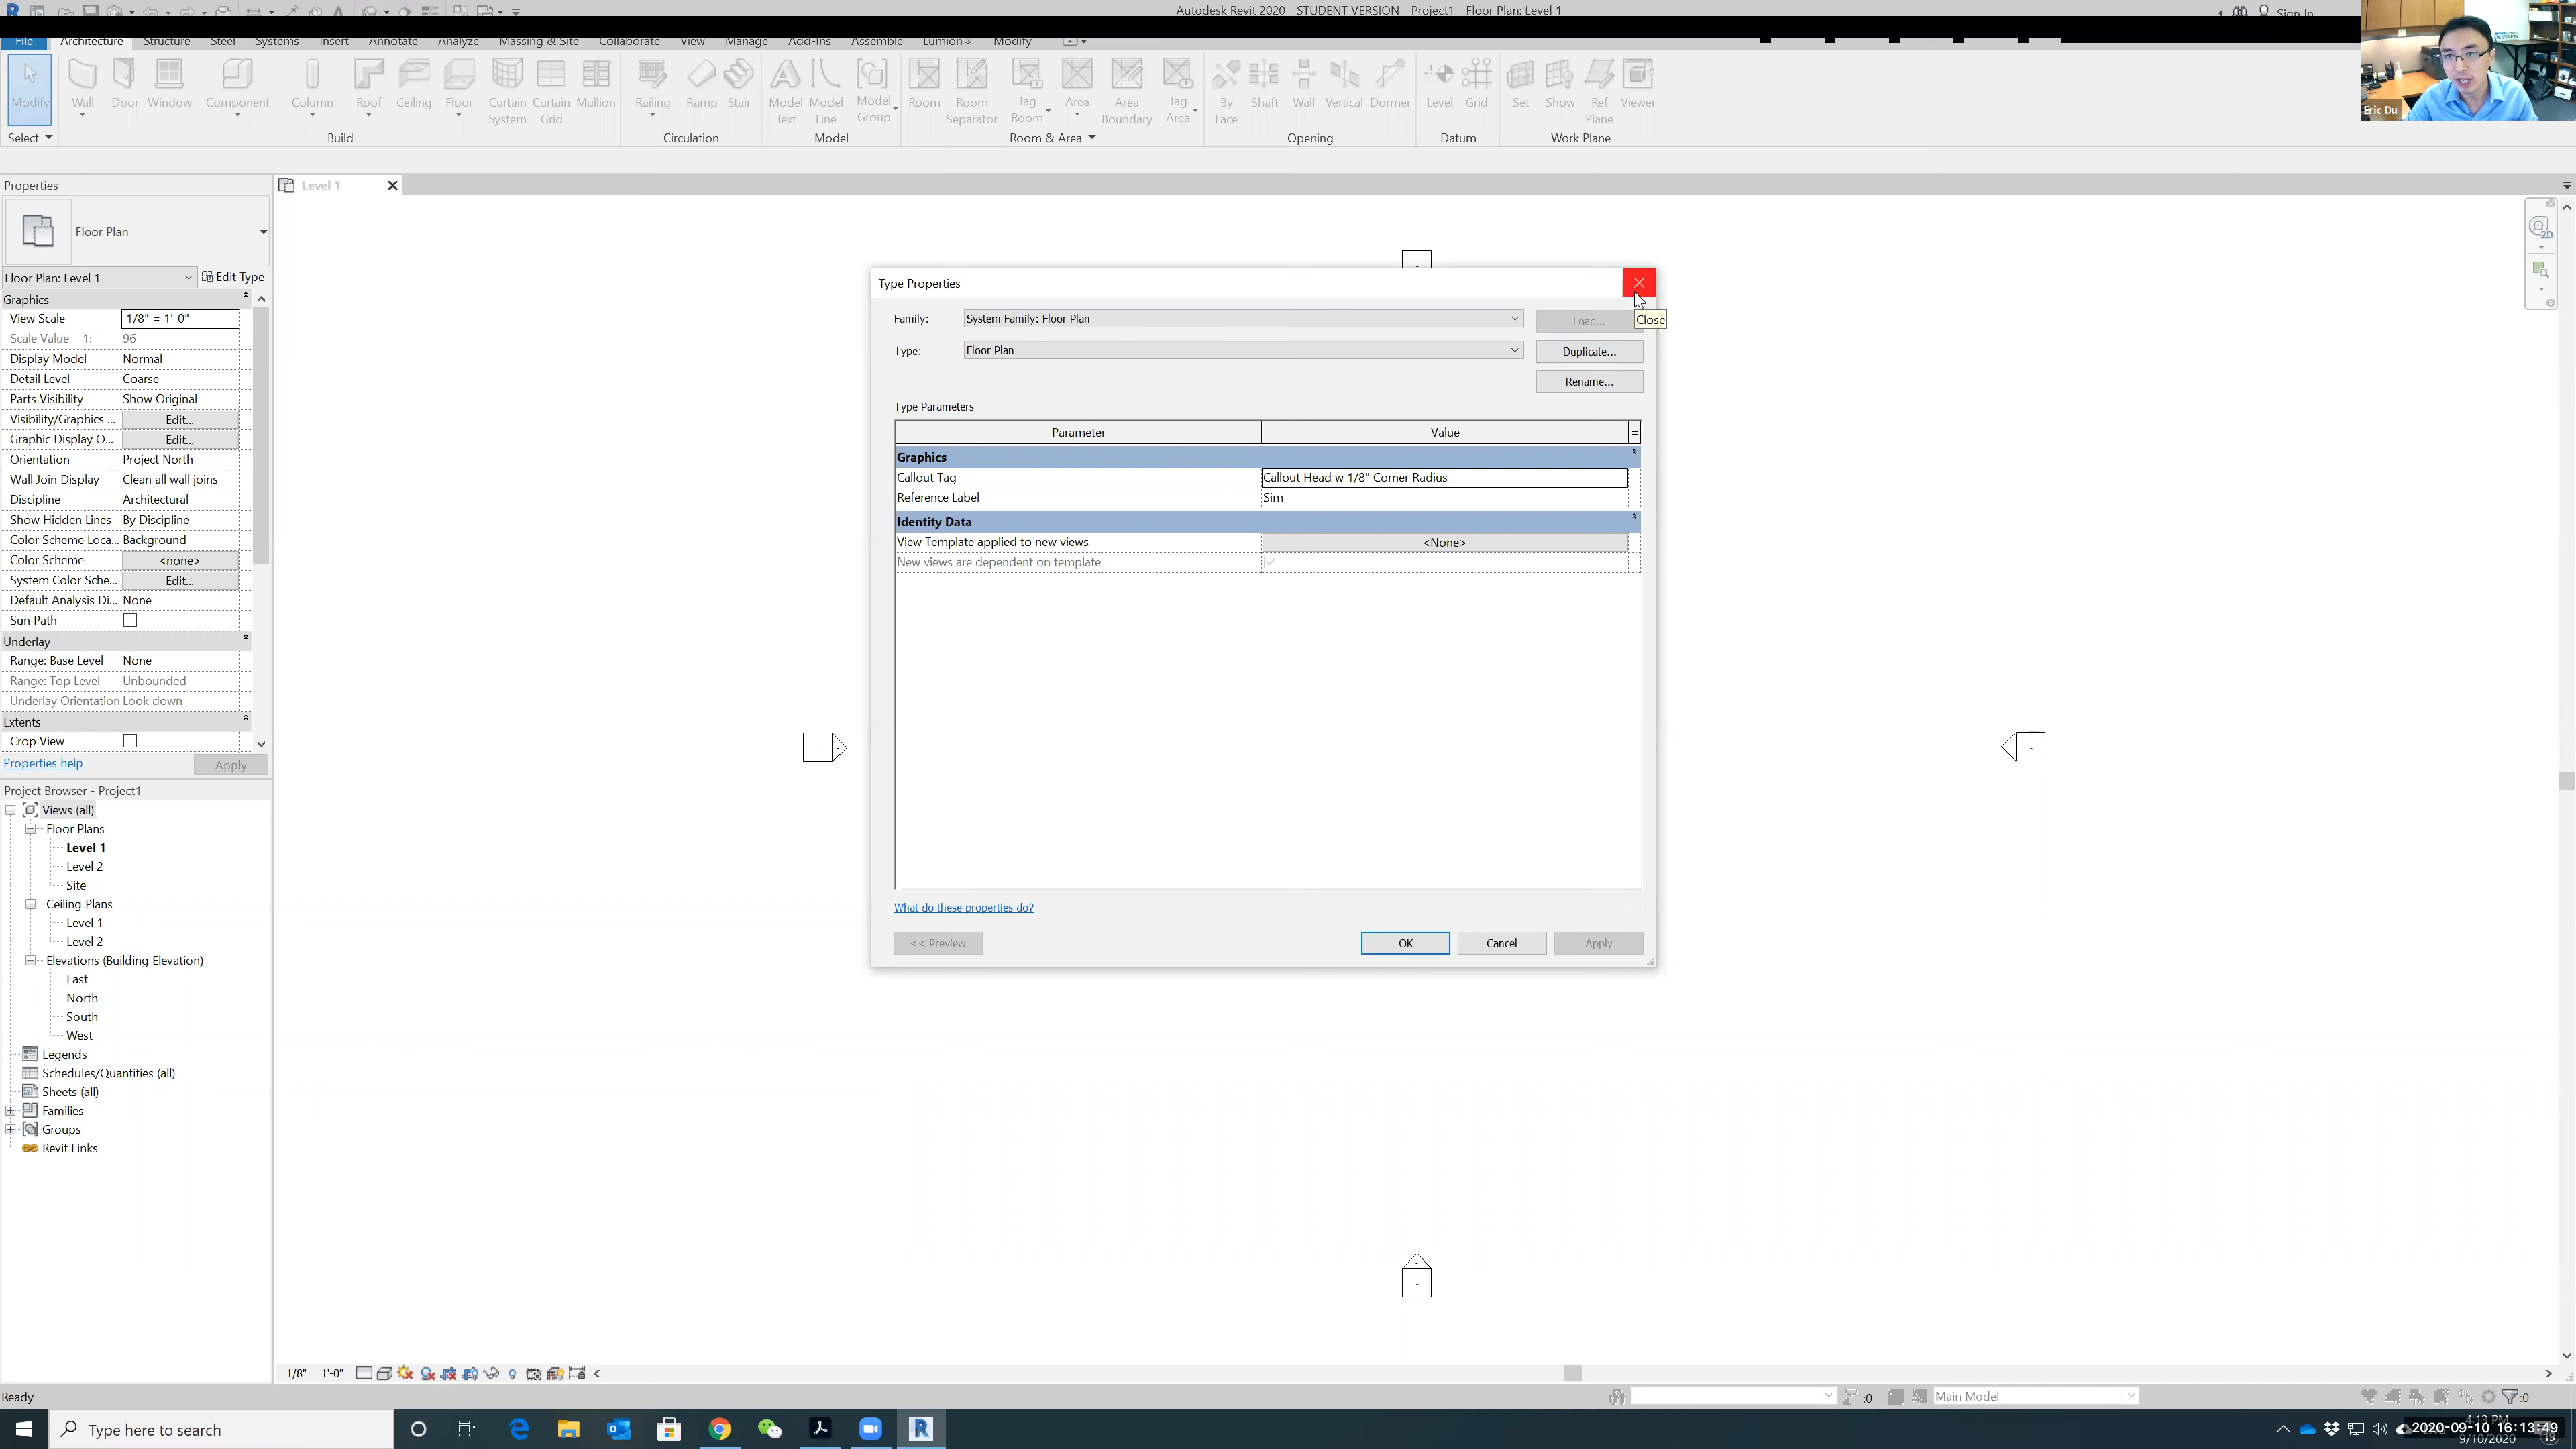 Autodesk Revit 2020 - STUDENT VERSION - Project1 - Floor Plan: Level 1
Sign In
File Architecture Structure Steel Systems Insert Annotate Analyze Massing & Site Collaborate View Manage Add-Ins Assemble Lumion® Modify
Modify Wall Door Window Component Column Roof Ceiling Floor Curtain System Curtain Grid Mullion Railing Ramp Stair Model Text Model Line Model Group Room Room Separator Tag Room Area Area Boundary Tag Area By Face Shaft Wall Vertical Dormer Level Grid Set Show Ref Plane Viewer
Select Build Circulation Model Room & Area Opening Datum Work Plane
Eric Du
Properties
Level 1
Floor Plan
Floor Plan: Level 1 Edit Type
Graphics
View Scale 1/8" = 1'-0"
Scale Value 1: 96
Display Model Normal
Detail Level Coarse
Parts Visibility Show Original
Visibility/Graphics ... Edit...
Graphic Display O... Edit...
Orientation Project North
Wall Join Display Clean all wall joins
Discipline Architectural
Show Hidden Lines By Discipline
Color Scheme Loca... Background
Color Scheme <none>
System Color Sche... Edit...
Default Analysis Di... None
Sun Path
Underlay
Range: Base Level None
Range: Top Level Unbounded
Underlay Orientation Look down
Extents
Crop View
Properties help Apply
Project Browser - Project1
Views (all)
Floor Plans
Level 1
Level 2
Site
Ceiling Plans
Level 1
Level 2
Elevations (Building Elevation)
East
North
South
West
Legends
Schedules/Quantities (all)
Sheets (all)
Families
Groups
Revit Links
Type Properties
Close
Family: System Family: Floor Plan Load...
Type: Floor Plan Duplicate...
Rename...
Type Parameters
Parameter Value =
Graphics
Callout Tag Callout Head w 1/8" Corner Radius
Reference Label Sim
Identity Data
View Template applied to new views <None>
New views are dependent on template
What do these properties do?
<< Preview OK Cancel Apply
1/8" = 1'-0"
Ready
:0 Main Model :0
Type here to search
2020-09-10 16:13:49
4:13 PM
9/10/2020
19